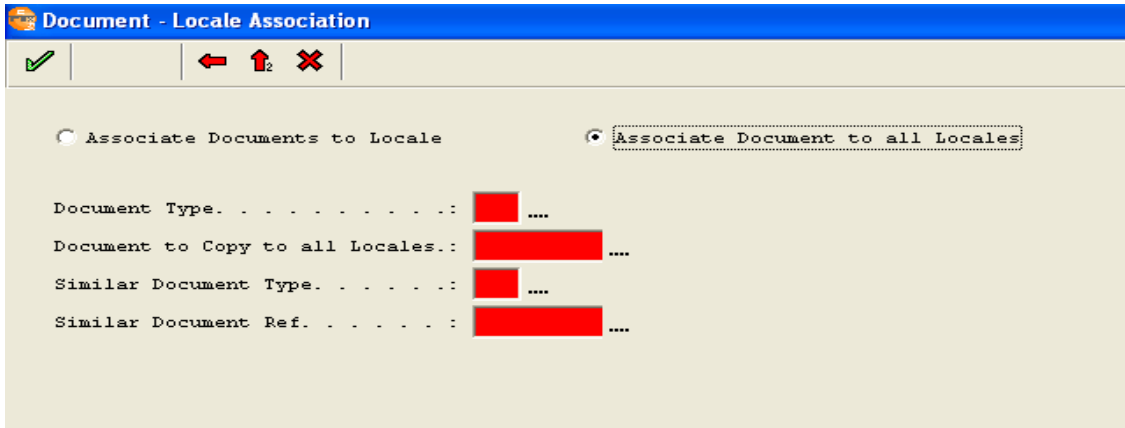 Document - Locale Association
2
Associate Documents to Locale Associate Document to all Locales
Document Type. . . . . . . . . .: ....
Document to Copy to all Locales.: ....
Similar Document Type. . . . . .: ....
Similar Document Ref. . . . . . : ....